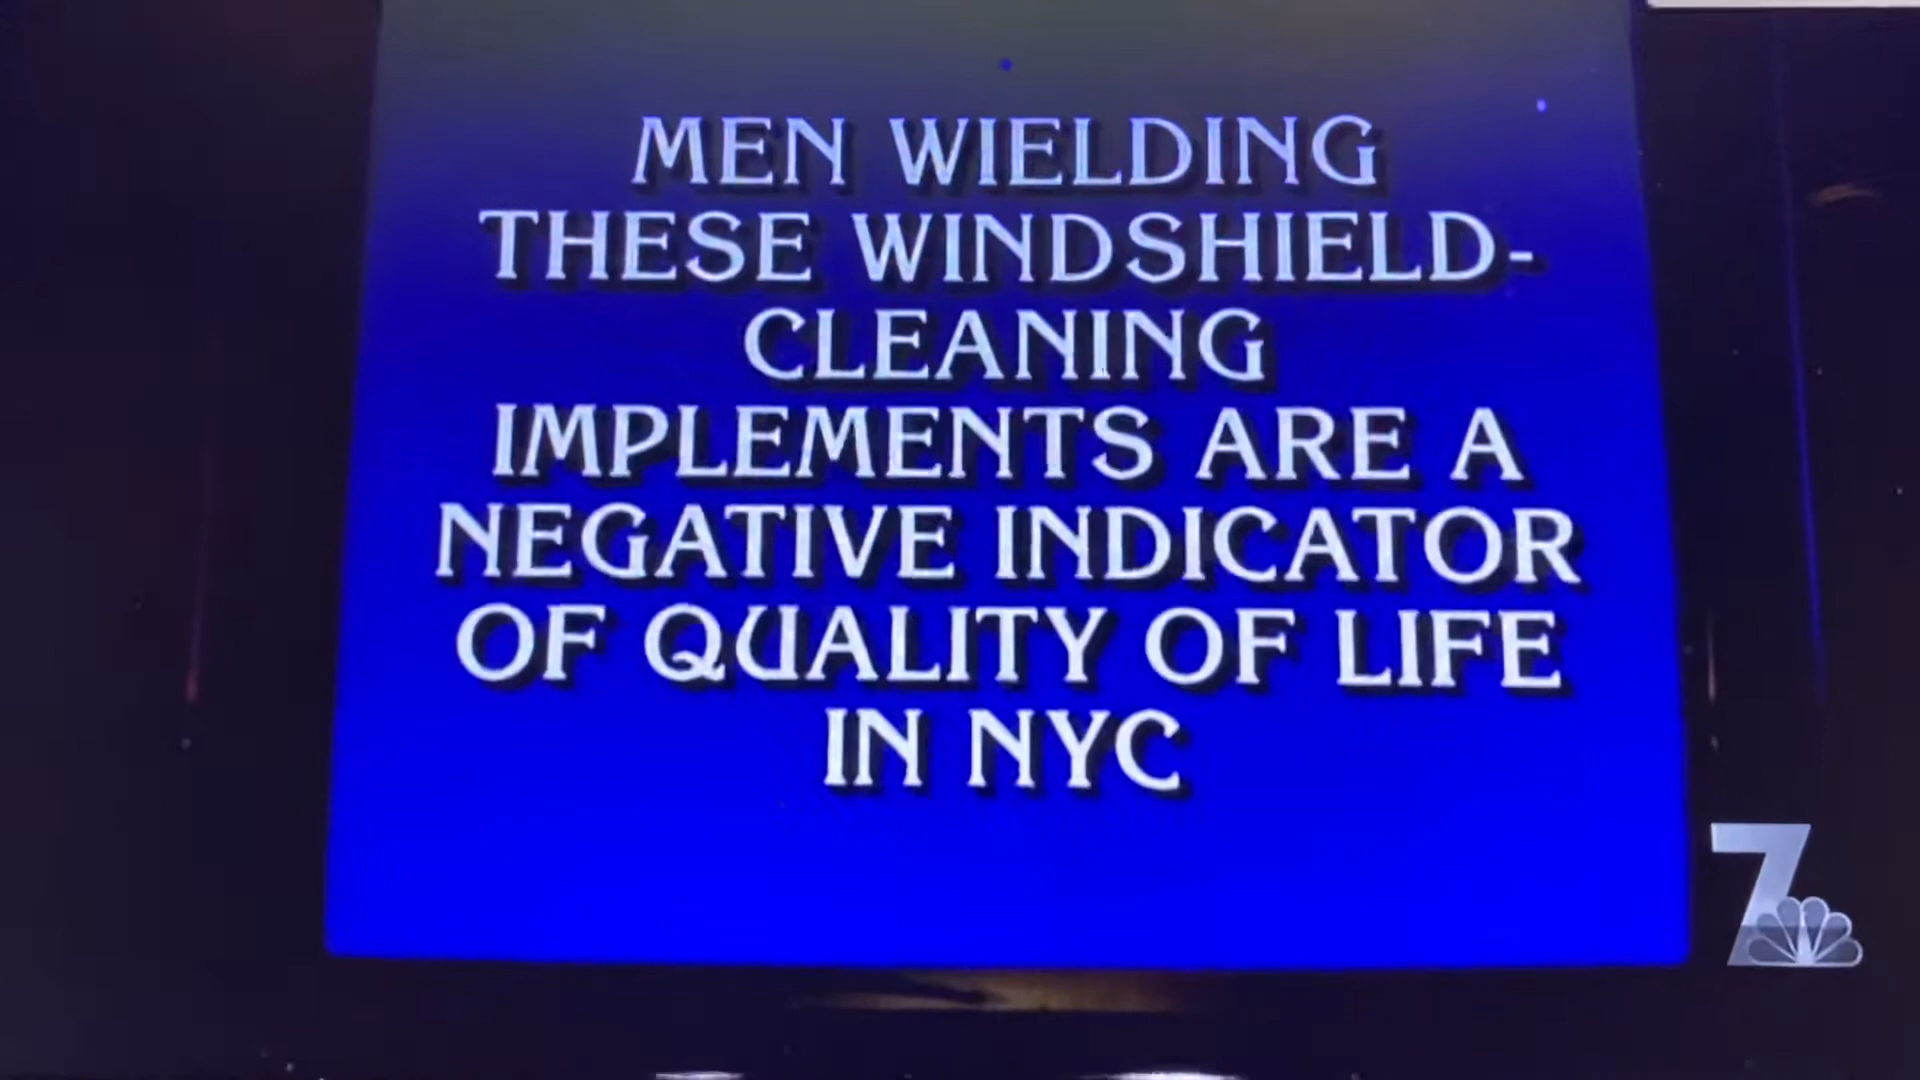 MEN WIELDING
THESE WINDSHIELD-
CLEANING
IMPLEMENTS ARE A
NEGATIVE INDICATOR
OF QUALITY OF LIFE
IN NYC
7